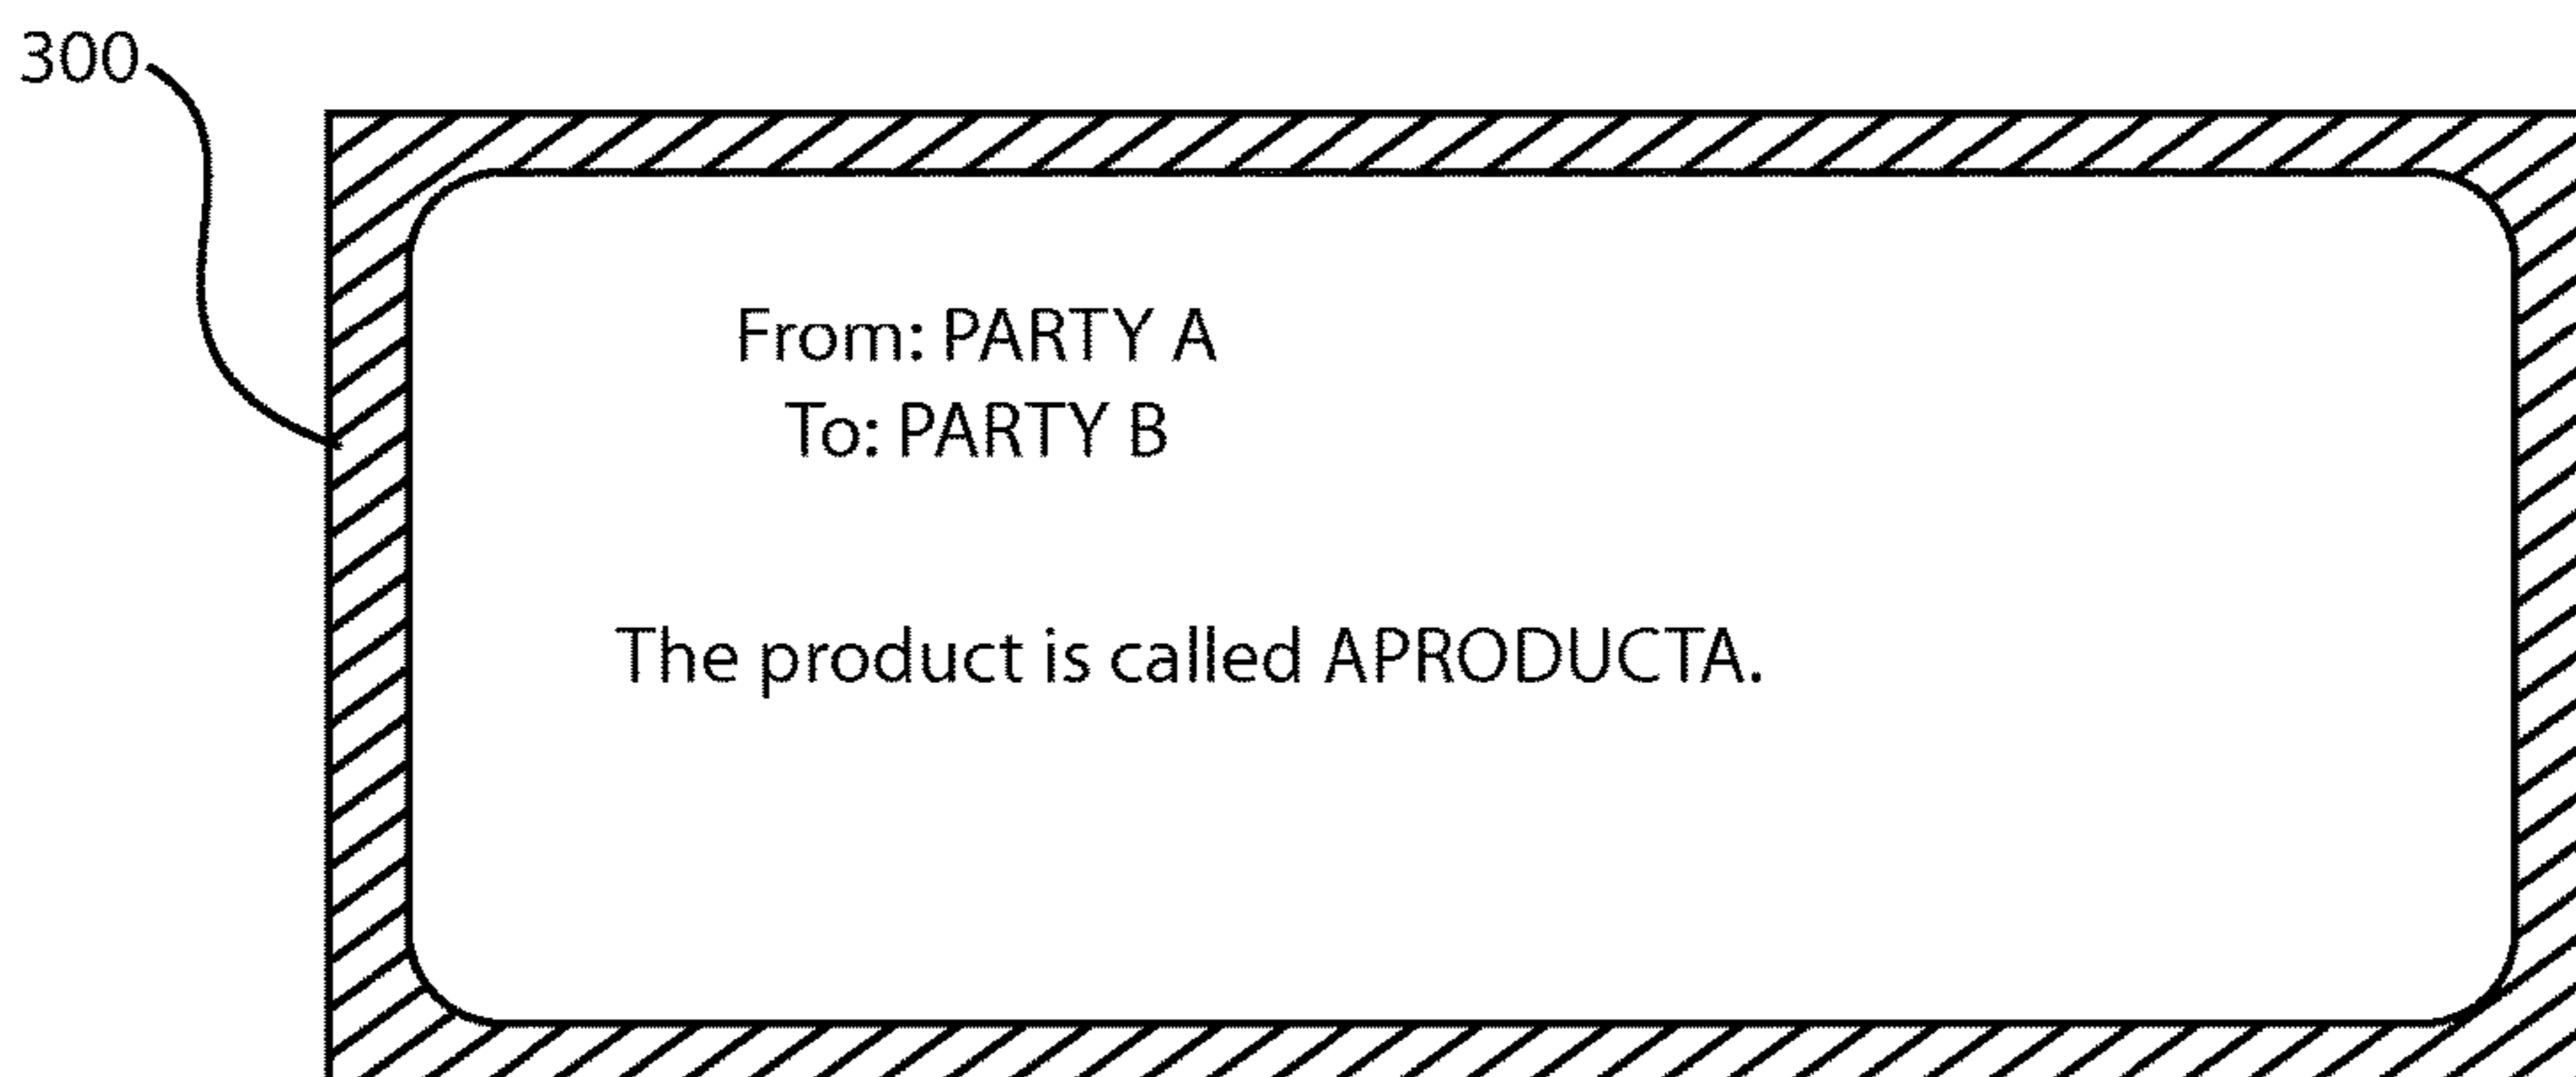 300
From: PARTY A
To: PARTY B
The product is called APRODUCTA.